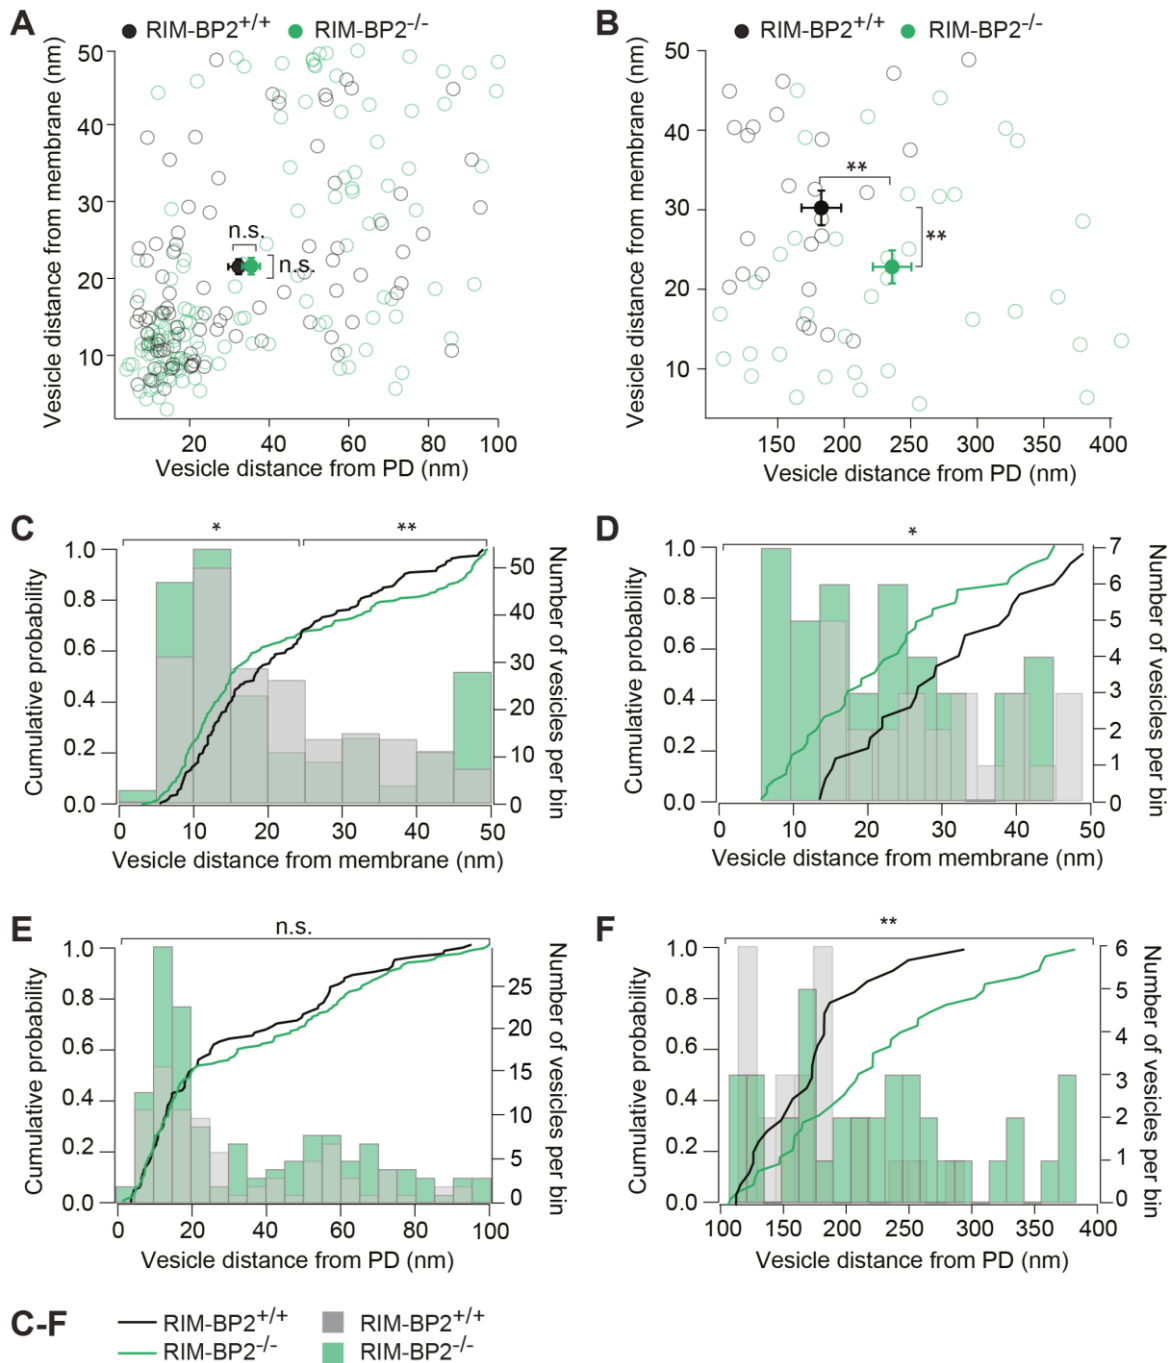 A
RIM-BP2+/+ RIM-BP2-/-
Vesicle distance from membrane (nm)
50
40
30
20
10
n.s.
n.s.
20 40 60 80 100
Vesicle distance from PD (nm)
B
RIM-BP2+/+ RIM-BP2-/-
Vesicle distance from membrane (nm)
50
40
30
20
10
**
**
150 200 250 300 350 400
Vesicle distance from PD (nm)
C
* **
Cumulative probability
1.0
0.8
0.6
0.4
0.2
0.0
Number of vesicles per bin
50
40
30
20
10
0
0 10 20 30 40 50
Vesicle distance from membrane (nm)
D
*
Cumulative probability
1.0
0.8
0.6
0.4
0.2
0.0
Number of vesicles per bin
7
6
5
4
3
2
1
0
0 10 20 30 40 50
Vesicle distance from membrane (nm)
E
n.s.
Cumulative probability
1.0
0.8
0.6
0.4
0.2
0.0
Number of vesicles per bin
25
20
15
10
5
0
0 20 40 60 80 100
Vesicle distance from PD (nm)
F
**
Cumulative probability
1.0
0.8
0.6
0.4
0.2
0.0
Number of vesicles per bin
6
5
4
3
2
1
0
100 150 200 250 300 350 400
Vesicle distance from PD (nm)
C-F
RIM-BP2+/+ RIM-BP2+/+
RIM-BP2-/- RIM-BP2-/-